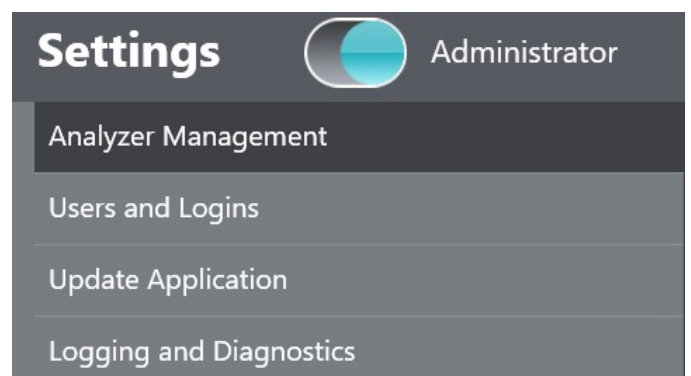 Settings Administrator
Analyzer Management
Users and Logins
Update Application
Logging and Diagnostics